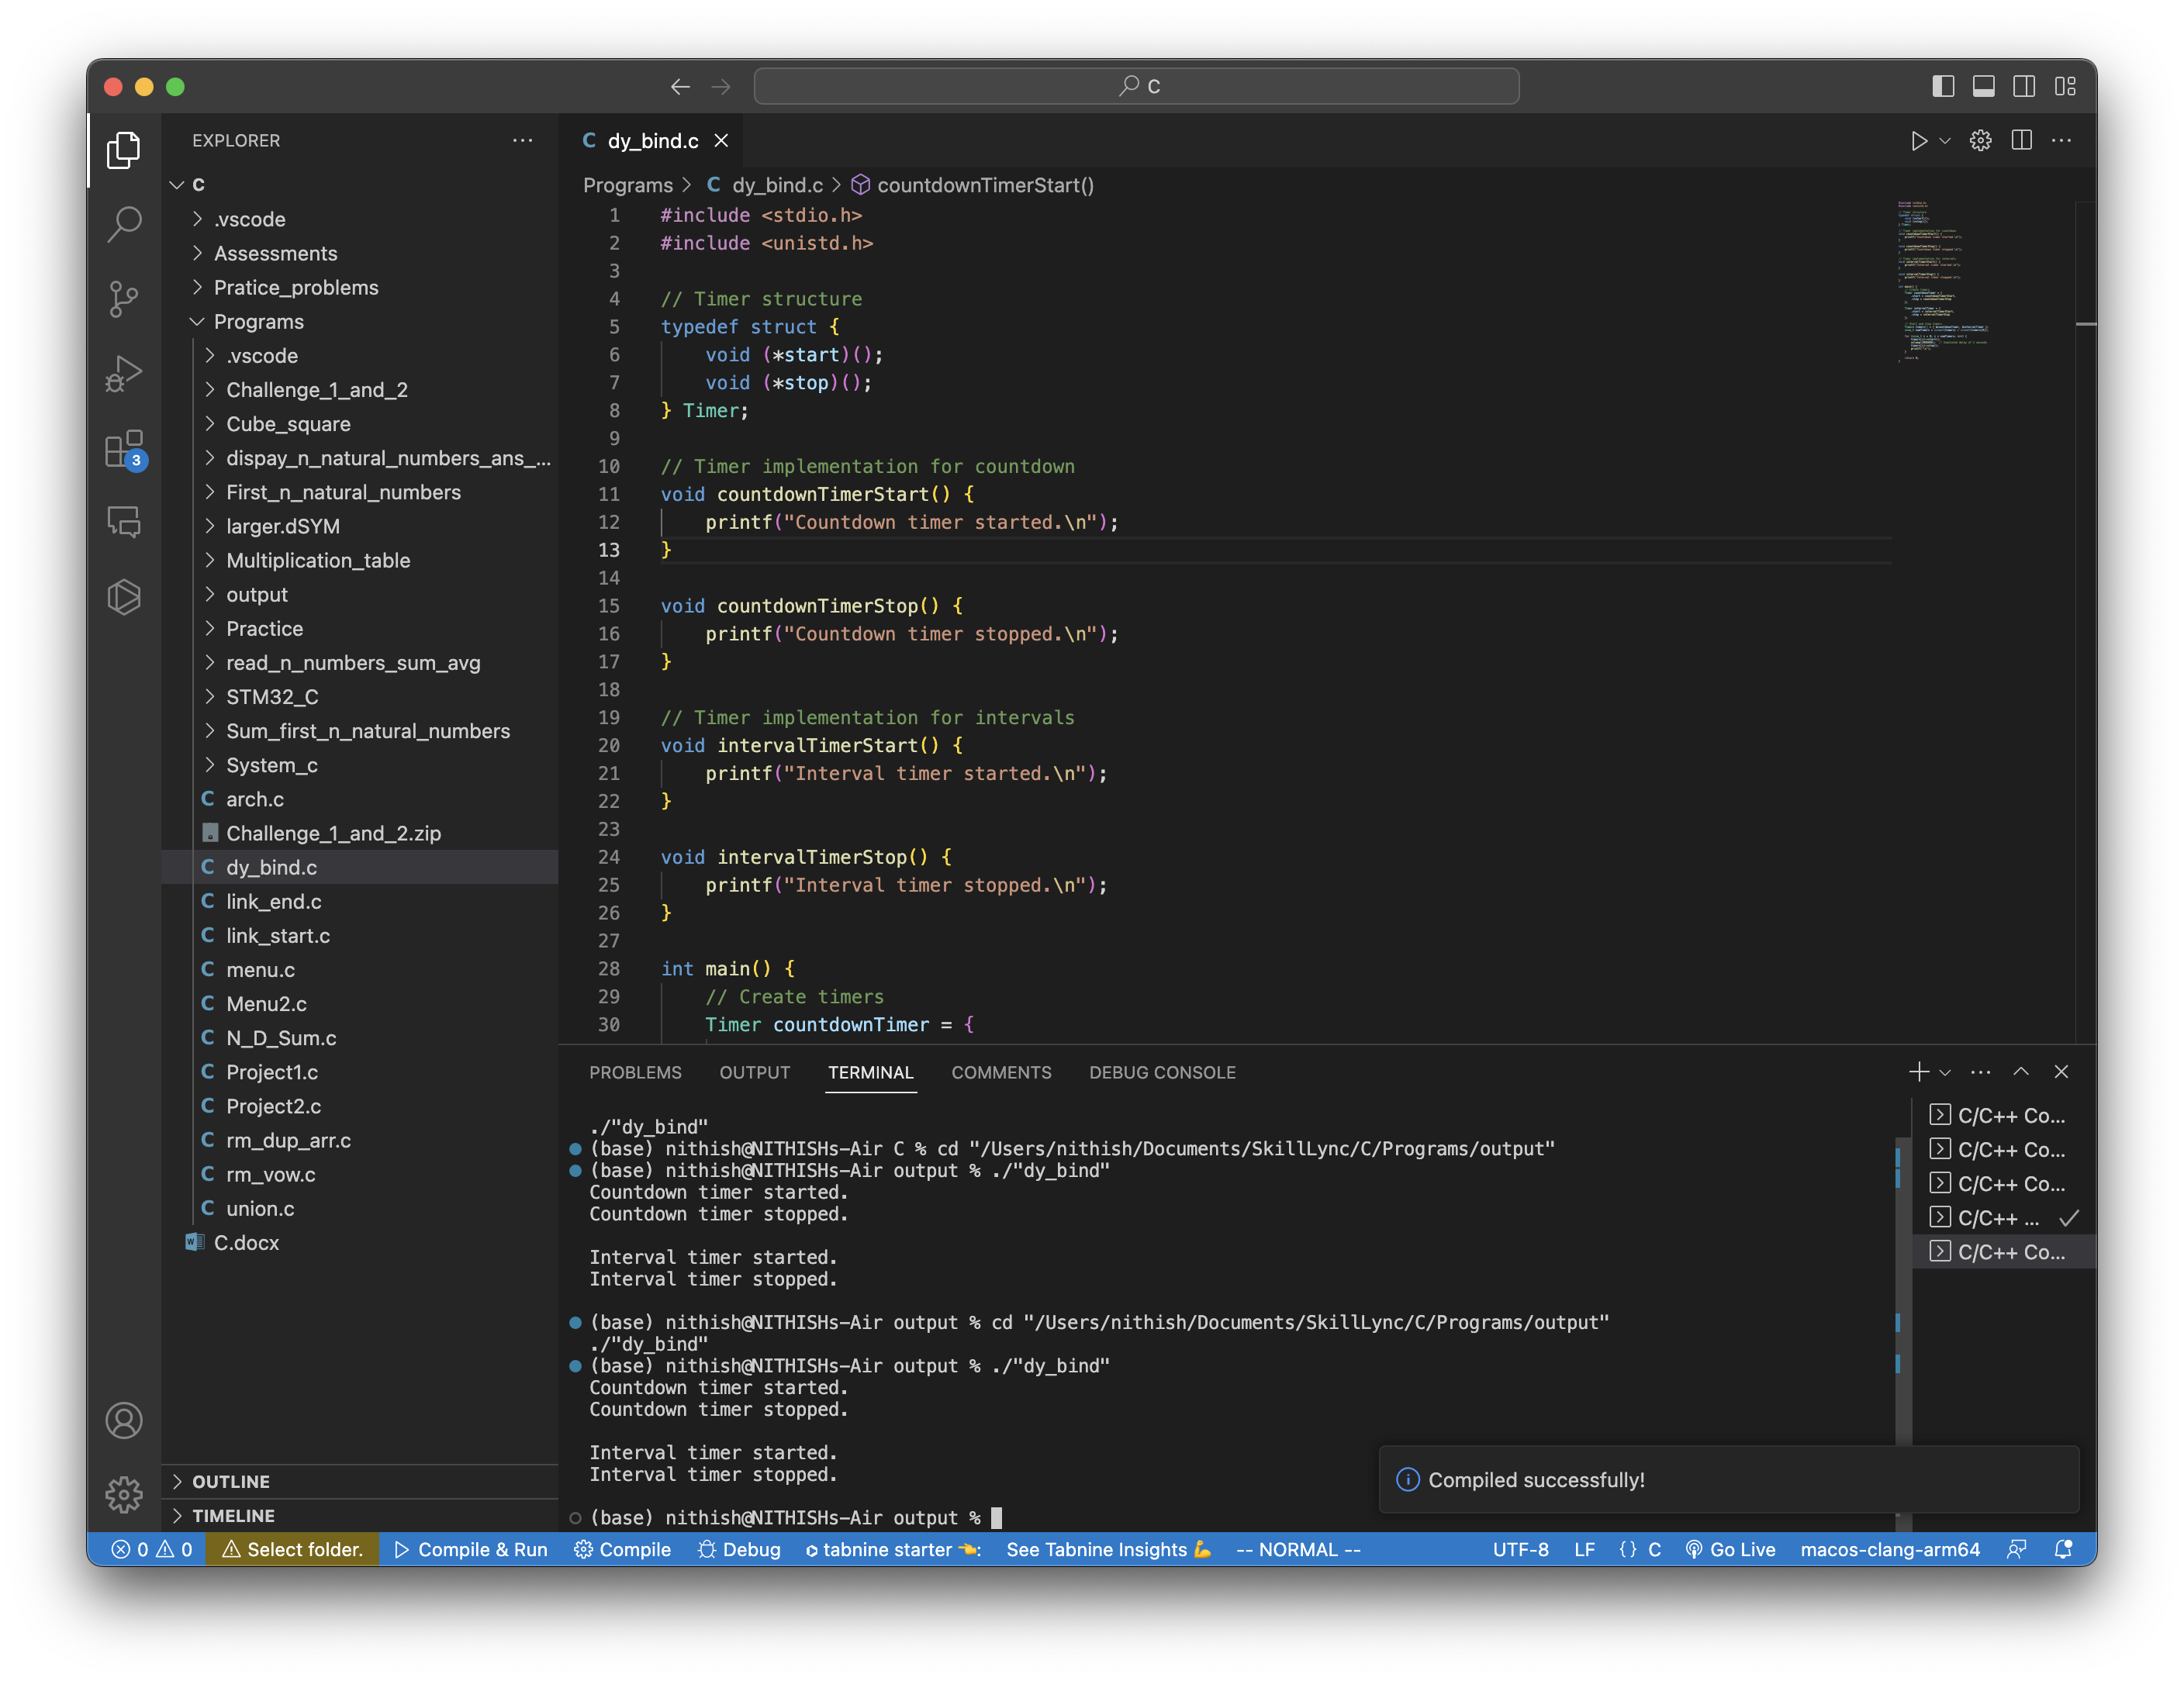 C
EXPLORER
C
.vscode
Assessments
Pratice_problems
Programs
.vscode
Challenge_1_and_2
Cube_square
dispay_n_natural_numbers_ans_...
First_n_natural_numbers
larger.dSYM
Multiplication_table
output
Practice
read_n_numbers_sum_avg
STM32_C
Sum_first_n_natural_numbers
System_c
C arch.c
Challenge_1_and_2.zip
C dy_bind.c
C link_end.c
C link_start.c
C menu.c
C Menu2.c
C N_D_Sum.c
C Project1.c
C Project2.c
C rm_dup_arr.c
C rm_vow.c
C union.c
C.docx
OUTLINE
TIMELINE
3
C dy_bind.c
Programs > C dy_bind.c > countdownTimerStart()
1 #include <stdio.h>
2 #include <unistd.h>
3
4 // Timer structure
5 typedef struct {
6 void (*start)();
7 void (*stop)();
8 } Timer;
9
10 // Timer implementation for countdown
11 void countdownTimerStart() {
12 printf("Countdown timer started.\n");
13 }
14
15 void countdownTimerStop() {
16 printf("Countdown timer stopped.\n");
17 }
18
19 // Timer implementation for intervals
20 void intervalTimerStart() {
21 printf("Interval timer started.\n");
22 }
23
24 void intervalTimerStop() {
25 printf("Interval timer stopped.\n");
26 }
27
28 int main() {
29 // Create timers
30 Timer countdownTimer = {
PROBLEMS OUTPUT TERMINAL COMMENTS DEBUG CONSOLE
./"dy_bind"
(base) nithish@NITHISHs-Air C % cd "/Users/nithish/Documents/SkillLync/C/Programs/output"
(base) nithish@NITHISHs-Air output % ./"dy_bind"
Countdown timer started.
Countdown timer stopped.
Interval timer started.
Interval timer stopped.
(base) nithish@NITHISHs-Air output % cd "/Users/nithish/Documents/SkillLync/C/Programs/output"
./"dy_bind"
(base) nithish@NITHISHs-Air output % ./"dy_bind"
Countdown timer started.
Countdown timer stopped.
Interval timer started.
Interval timer stopped.
(base) nithish@NITHISHs-Air output %
C/C++ Co...
C/C++ Co...
C/C++ Co...
C/C++ ...
C/C++ Co...
Compiled successfully!
0 0 Select folder. Compile & Run Compile Debug tabnine starter 👈: See Tabnine Insights 💪 -- NORMAL -- UTF-8 LF {} C Go Live macos-clang-arm64